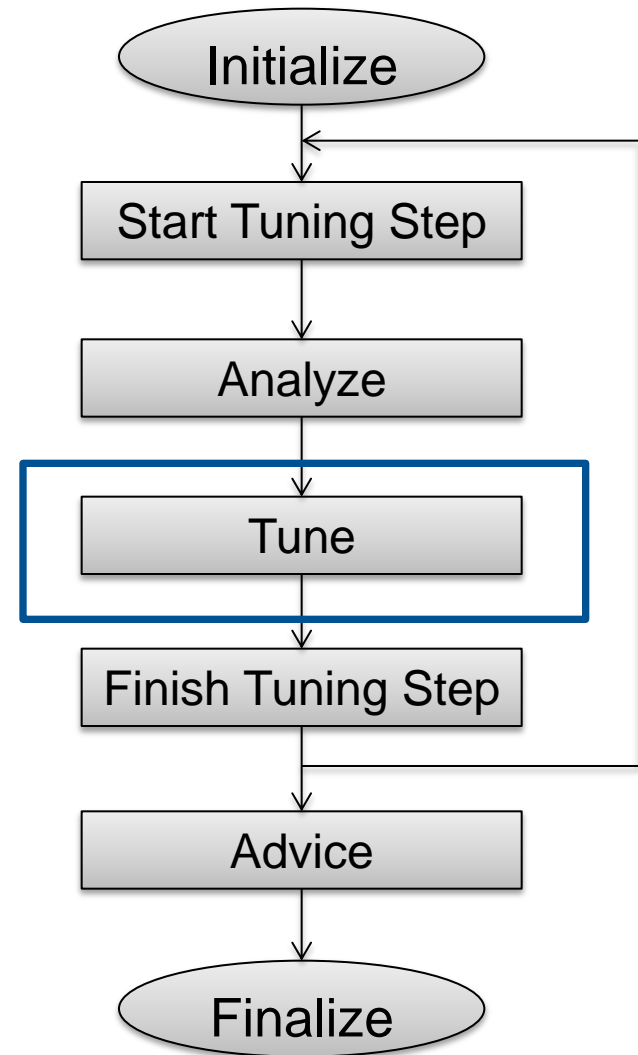 Initialize
Start Tuning Step
Analyze
Tune
Finish Tuning Step
Advice
Finalize